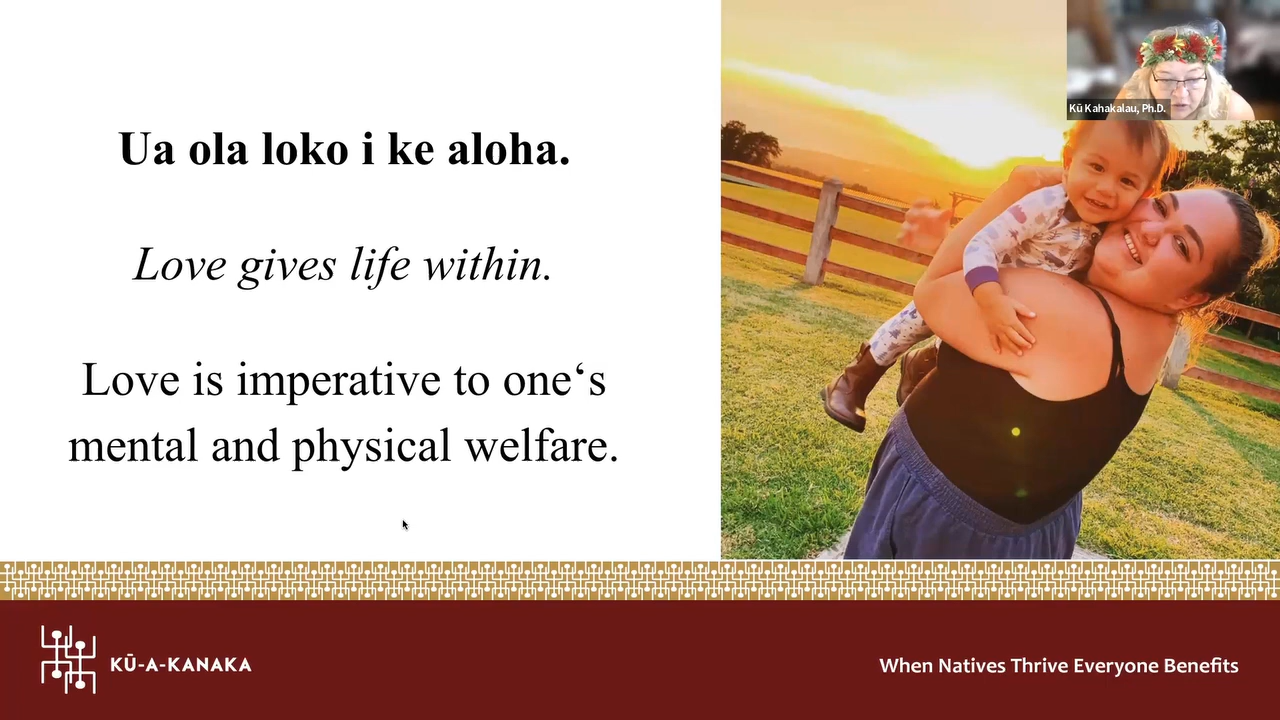 Ua ola loko i ke aloha.
Love gives life within.
Love is imperative to one‘s
mental and physical welfare.
Kū Kahakalau, Ph.D.
KŪ-A-KANAKA
When Natives Thrive Everyone Benefits